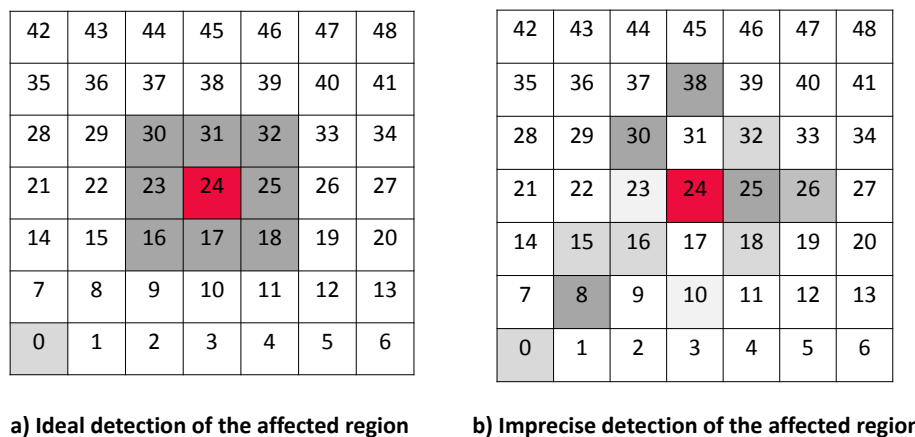 42 43 44 45 46 47 48
35 36 37 38 39 40 41
28 29 30 31 32 33 34
21 22 23 24 25 26 27
14 15 16 17 18 19 20
7 8 9 10 11 12 13
0 1 2 3 4 5 6
a) Ideal detection of the affected region
42 43 44 45 46 47 48
35 36 37 38 39 40 41
28 29 30 31 32 33 34
21 22 23 24 25 26 27
14 15 16 17 18 19 20
7 8 9 10 11 12 13
0 1 2 3 4 5 6
b) Imprecise detection of the affected region